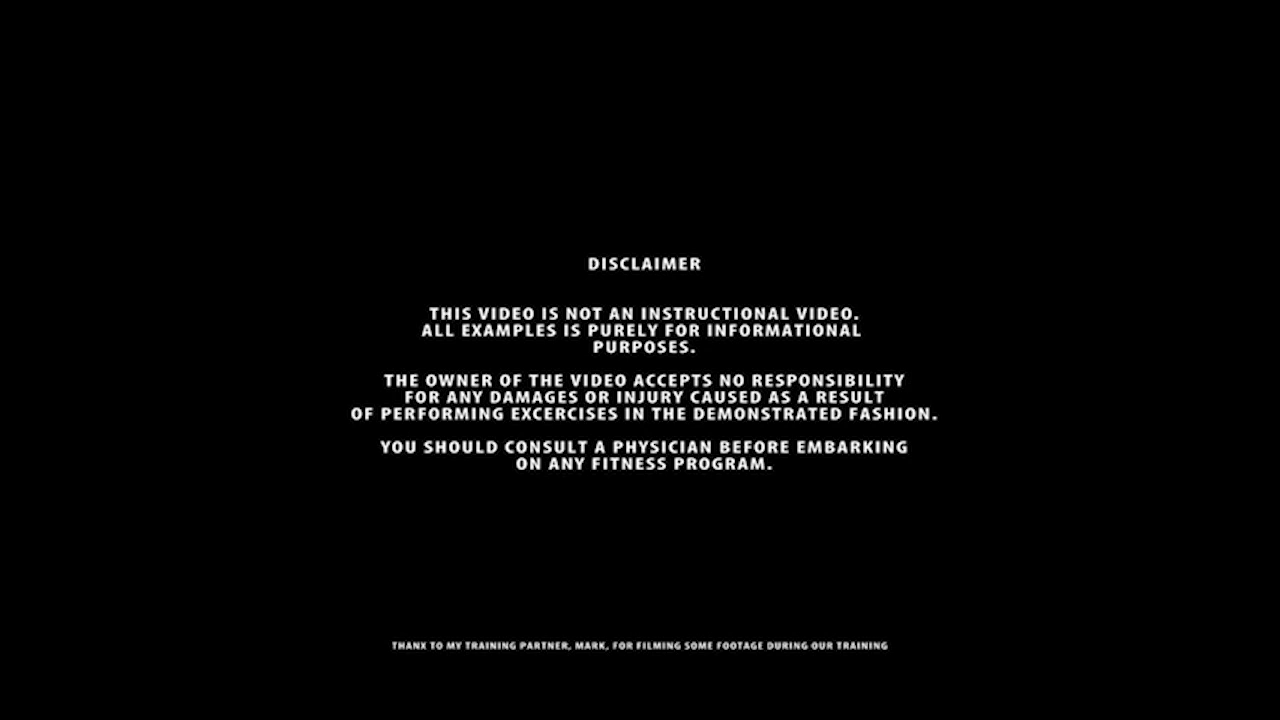 DISCLAIMER
THIS VIDEO IS NOT AN INSTRUCTIONAL VIDEO.
ALL EXAMPLES IS PURELY FOR INFORMATIONAL
PURPOSES.
THE OWNER OF THE VIDEO ACCEPTS NO RESPONSIBILITY
FOR ANY DAMAGES OR INJURY CAUSED AS A RESULT
OF PERFORMING EXCERCISES IN THE DEMONSTRATED FASHION.
YOU SHOULD CONSULT A PHYSICIAN BEFORE EMBARKING
ON ANY FITNESS PROGRAM.
THANX TO MY TRAINING PARTNER, MARK, FOR FILMING SOME FOOTAGE DURING OUR TRAINING